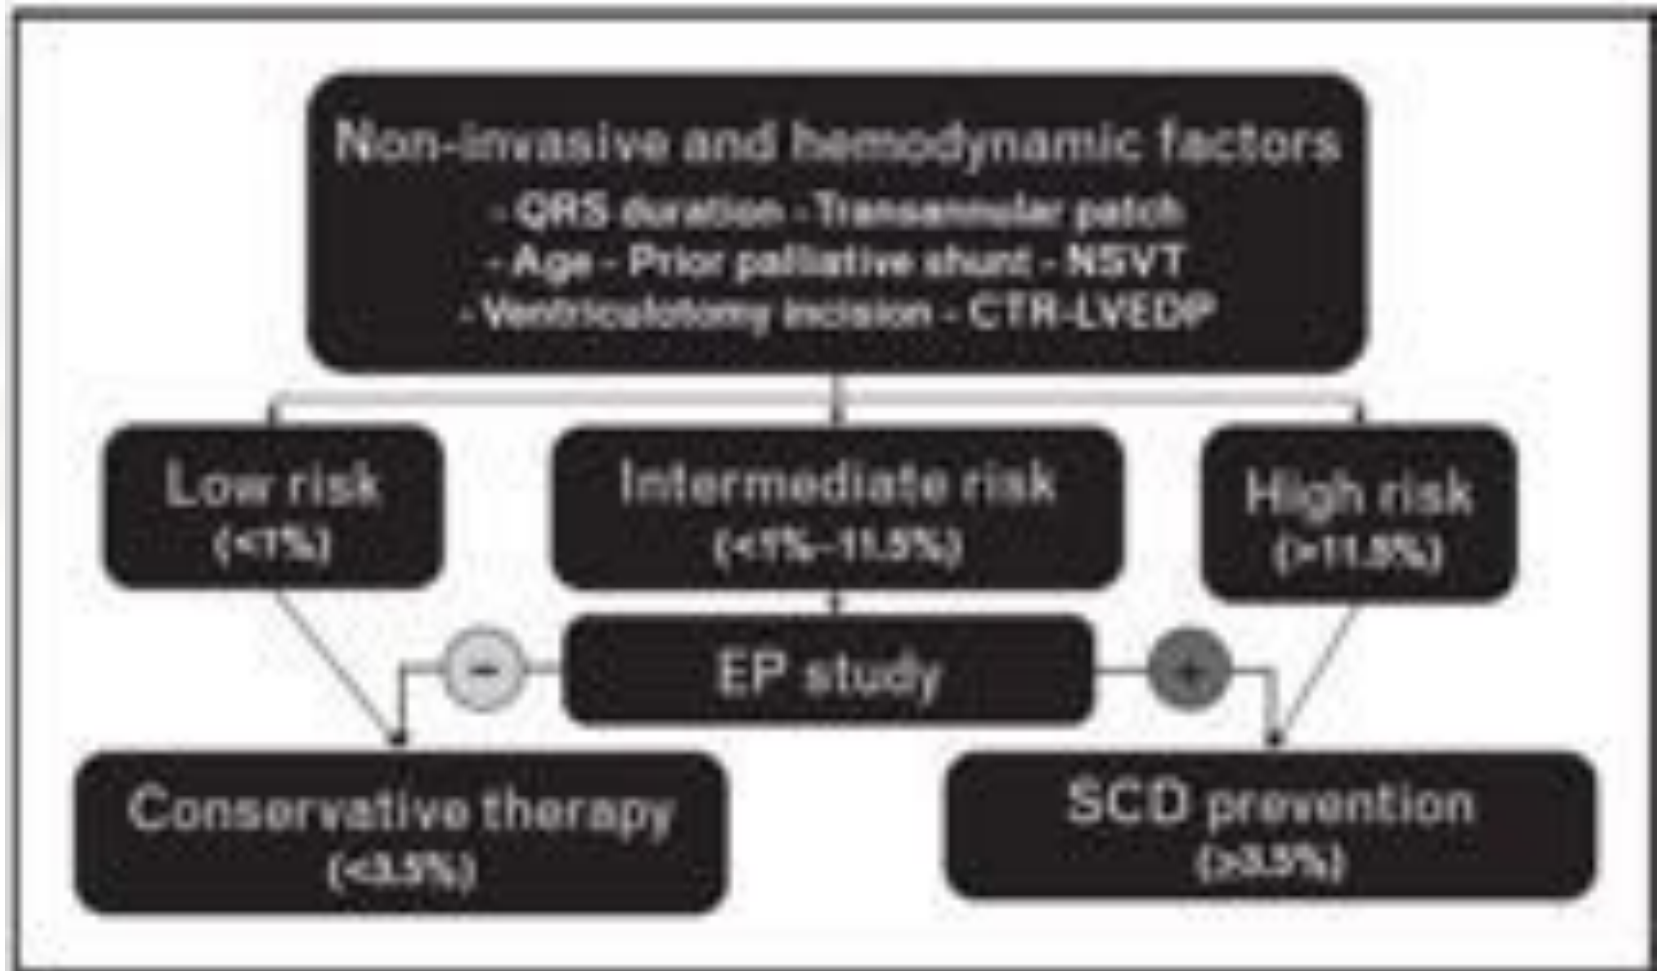 Non-invasive and hemodynamic factors
- QRS duration - Transannular patch
- Age - Prior palliative shunt - NSVT
- Ventriculotomy incision - CTR-LVEDP
Low risk
(<1%)
Intermediate risk
(<1%-11.5%)
High risk
(>11.5%)
-
EP study
+
Conservative therapy
(<3.5%)
SCD prevention
(≥3.5%)